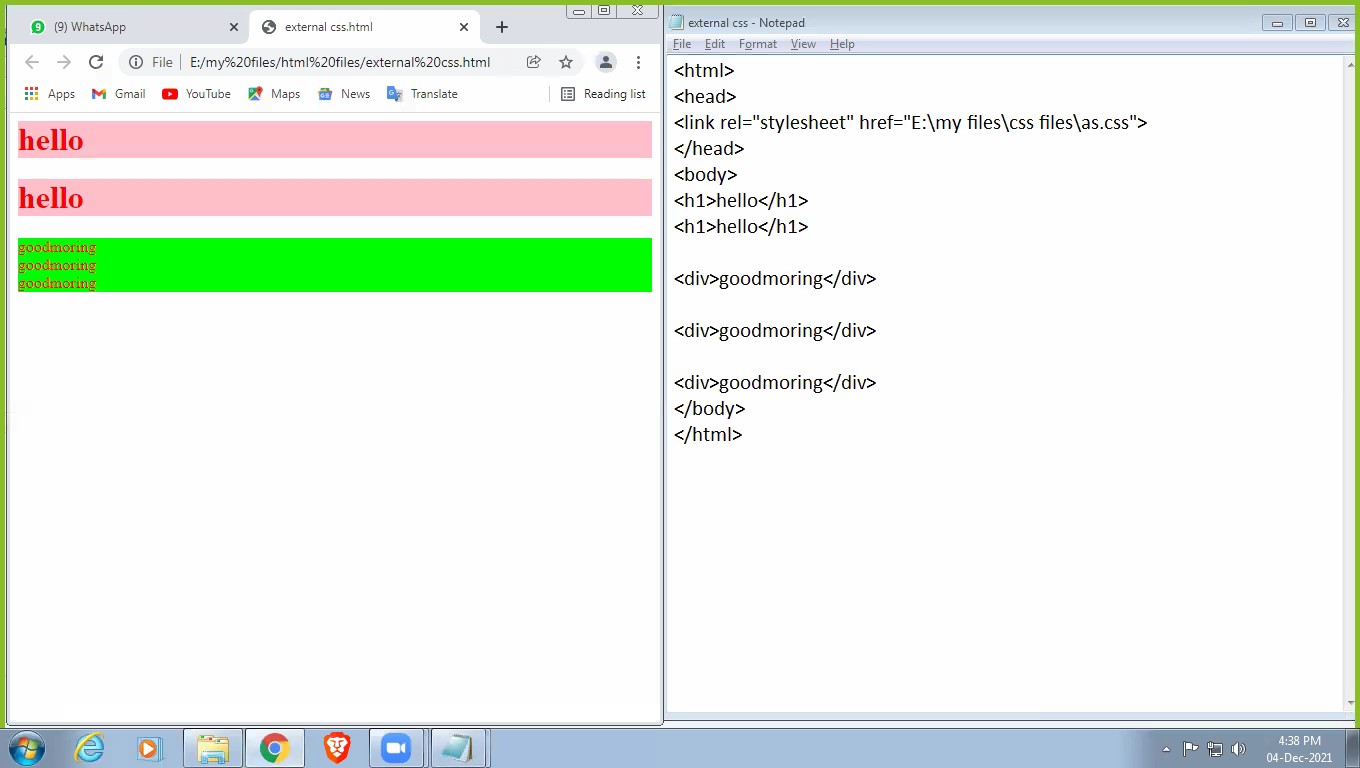 (9) WhatsApp
external css.html
File
E:/my%20files/html%20files/external%20css.html
Apps
Gmail
YouTube
Maps
News
Translate
Reading list
hello
hello
goodmoring
goodmoring
goodmoring
external css - Notepad
File Edit Format View Help
<html>
<head>
<link rel="stylesheet" href="E:\my files\css files\as.css">
</head>
<body>
<h1>hello</h1>
<h1>hello</h1>
<div>goodmoring</div>
<div>goodmoring</div>
<div>goodmoring</div>
</body>
</html>
4:38 PM
04-Dec-2021